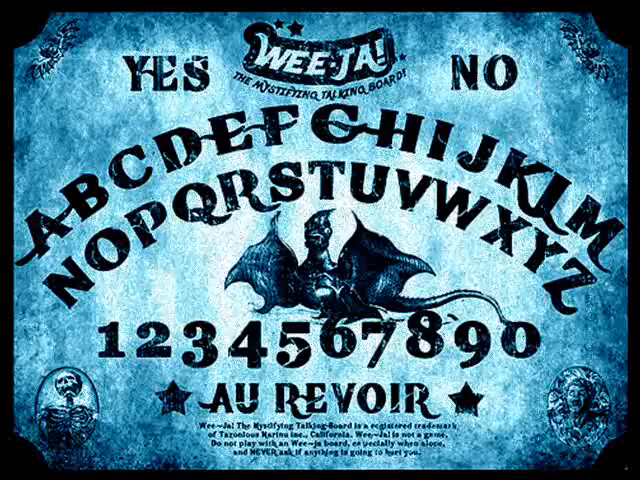 YES
WEE-JA!
THE MYSTIFYING TALKING BOARD!
NO
ABCDEFGHIJKLM
NOPQRSTUVWXYZ
1234567890
AU REVOIR
Wee~Ja! The Mystifying Talking Board is a registered trademark
of Tazonious Marinu inc., California. Wee~Ja! is not a game,
Do not play with an Wee~ja board, especially when alone,
and NEVER ask if anything is going to hurt you.